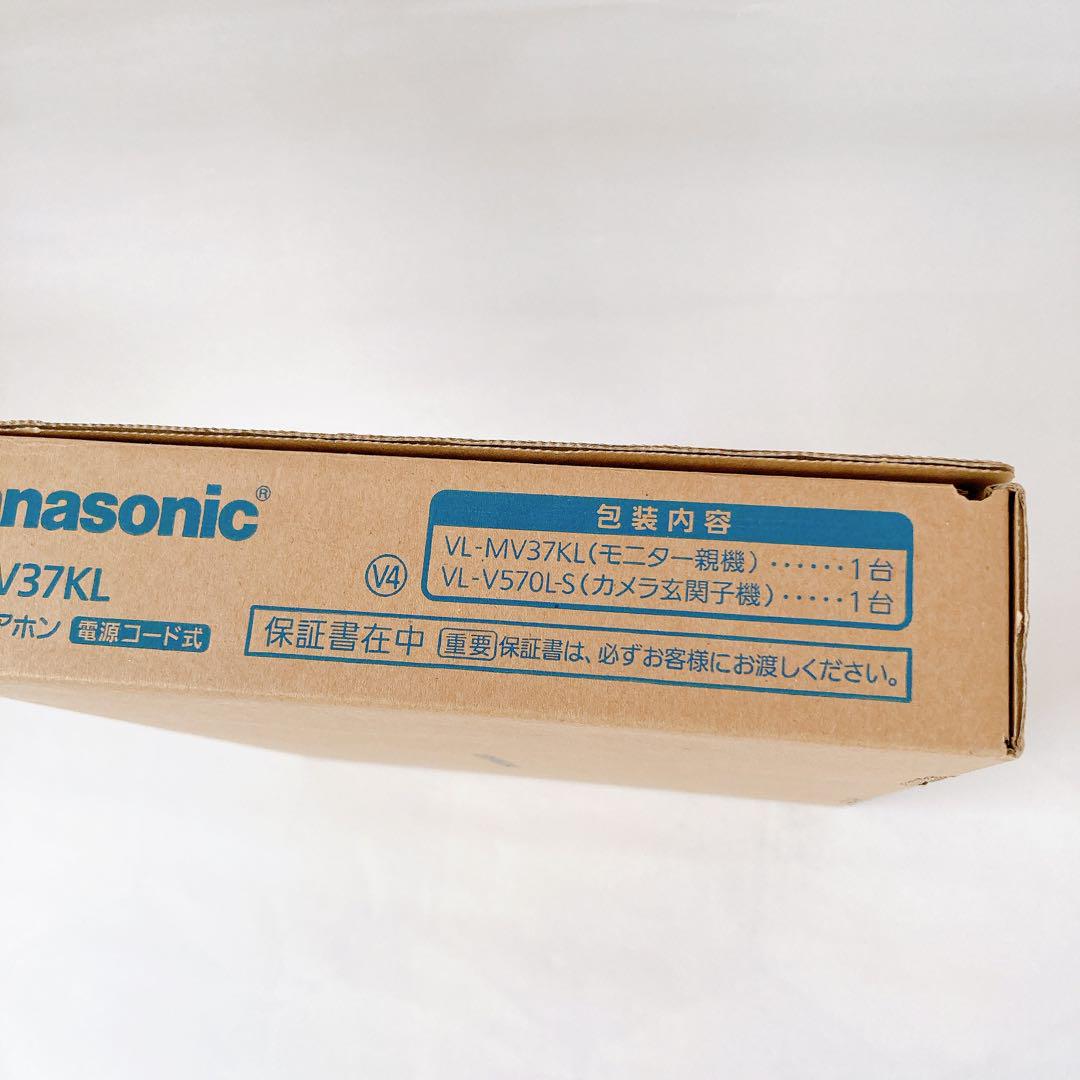 anasonic®
V37KL
アホン 電源コード式
V4
包装内容
VL-MV37KL(モニター親機)……1台
VL-V570L-S(カメラ玄関子機)……1台
保証書在中 重要 保証書は、必ずお客様にお渡しください。